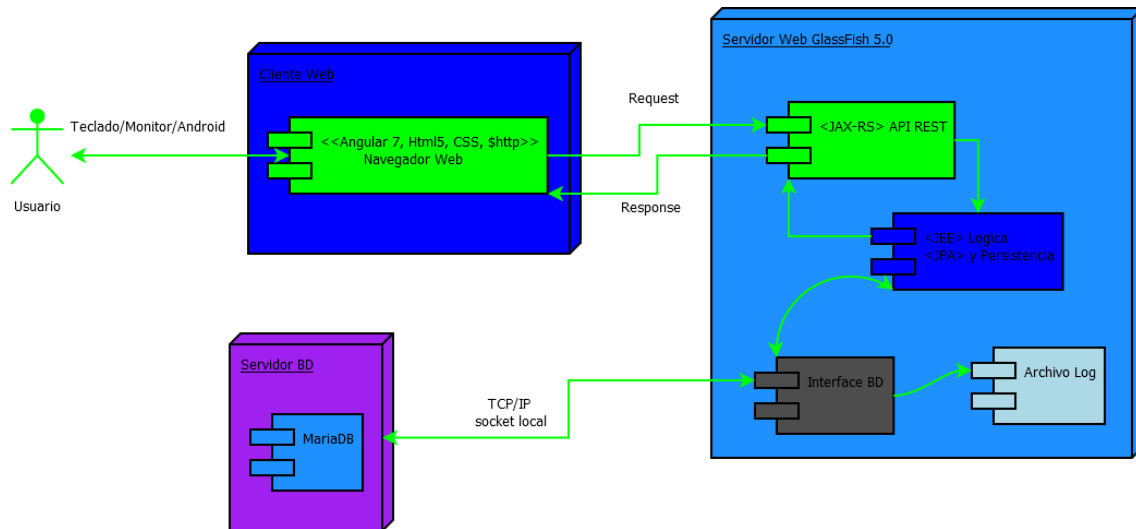 Servidor Web GlassFish 5.0
Cliente Web
Teclado/Monitor/Android
Request
<JAX-RS> API REST
<<Angular 7, Html5, CSS, $http>>
Navegador Web
Usuario
Response
<JEE> Logica
<JPA> y Persistencia
Servidor BD
Interface BD
Archivo Log
TCP/IP
socket local
MariaDB